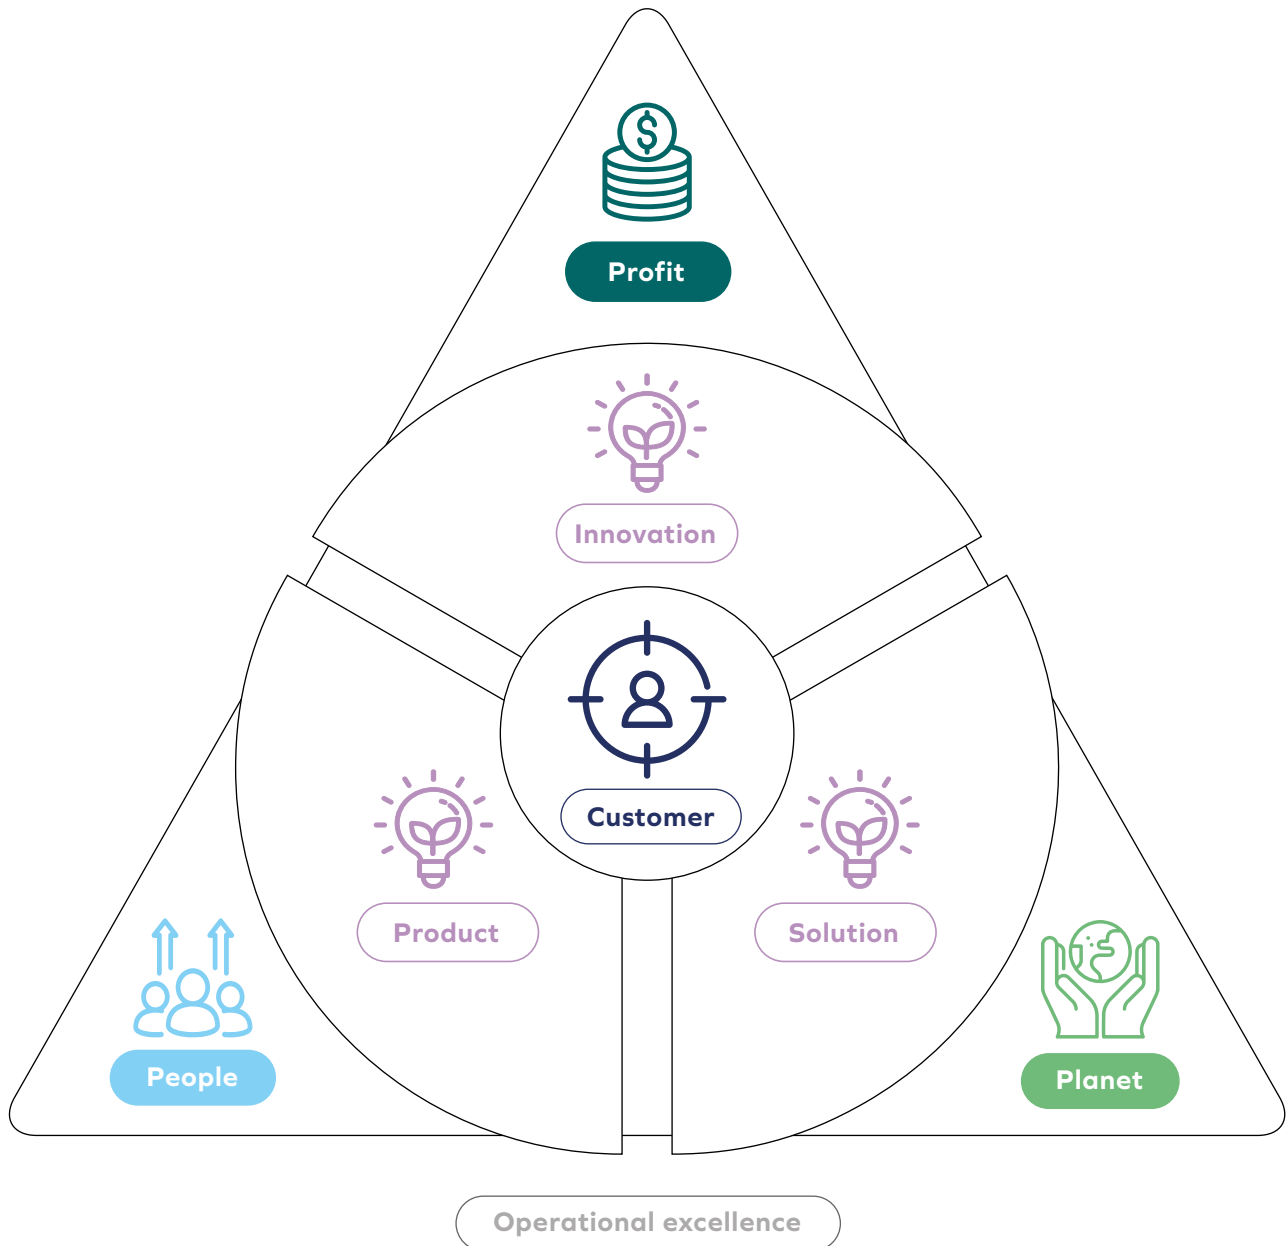 $
Profit
Innovation
Customer
Product
Solution
People
Planet
Operational excellence